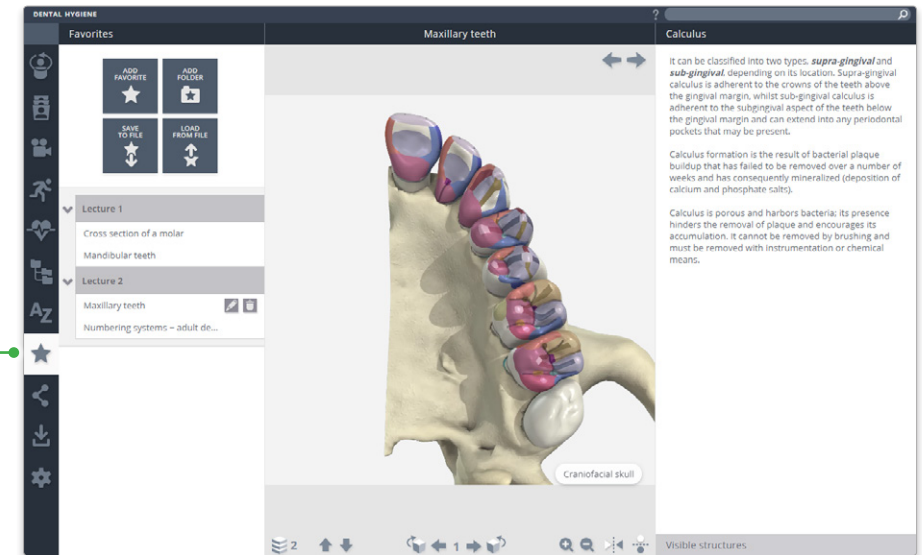 DENTAL HYGIENE
?
Favorites
Maxillary teeth
Calculus
ADD
FAVORITE
ADD
FOLDER
SAVE
TO FILE
LOAD
FROM FILE
Lecture 1
Cross section of a molar
Mandibular teeth
Lecture 2
Maxillary teeth
Numbering systems – adult de...
AZ
Craniofacial skull
2
1
It can be classified into two types, supra-gingival and
sub-gingival, depending on its location. Supra-gingival
calculus is adherent to the crowns of the teeth above
the gingival margin, whilst sub-gingival calculus is
adherent to the subgingival aspect of the teeth below
the gingival margin and can extend into any periodontal
pockets that may be present.
Calculus formation is the result of bacterial plaque
buildup that has failed to be removed over a number of
weeks and has consequently mineralized (deposition of
calcium and phosphate salts).
Calculus is porous and harbors bacteria; its presence
hinders the removal of plaque and encourages its
accumulation. It cannot be removed by brushing and
must be removed with instrumentation or chemical
means.
Visible structures